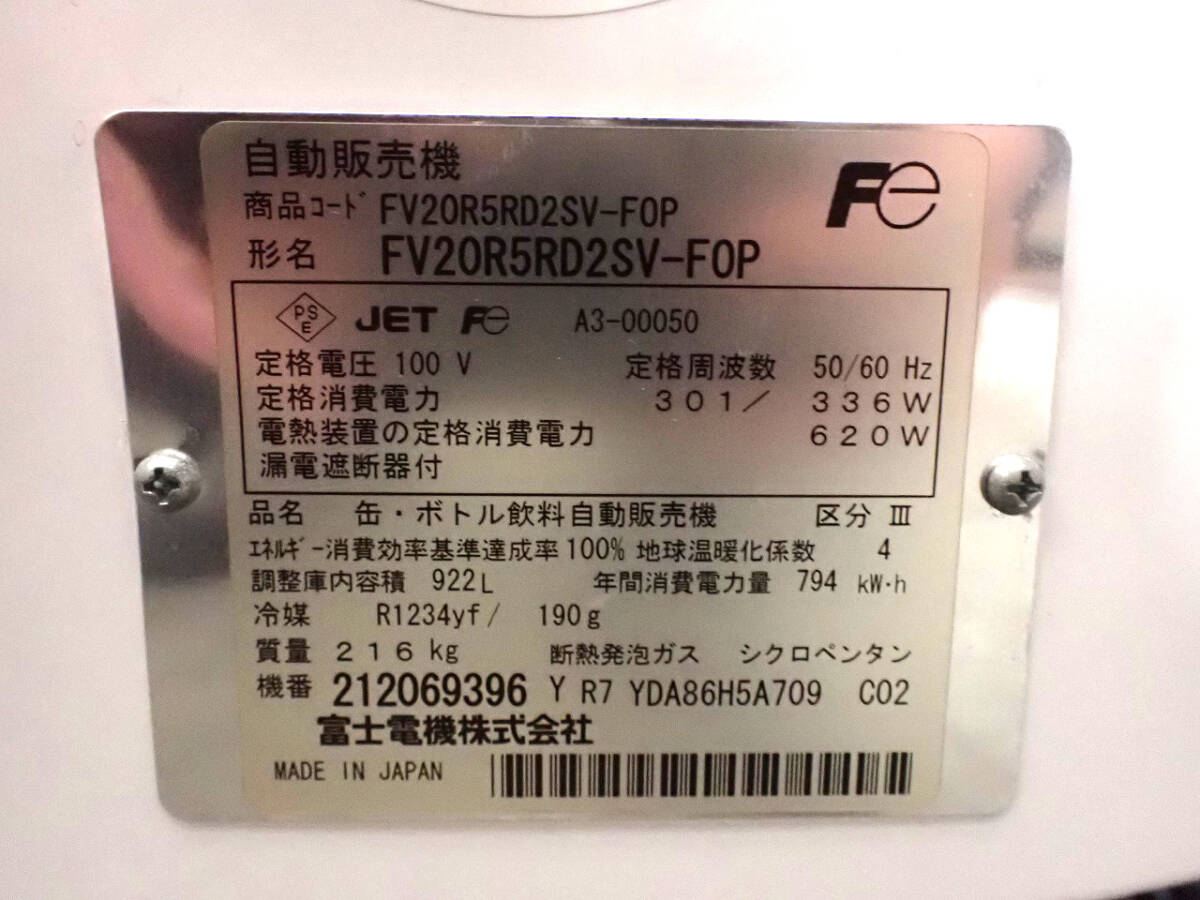 自動販売機
Fe
商品コード FV20R5RD2SV-F0P
形名 FV20R5RD2SV-F0P
PSE JET Fe A3-00050
定格電圧 100 V 定格周波数 50/60 Hz
定格消費電力 301/ 336W
電熱装置の定格消費電力 620W
漏電遮断器付
品名 缶・ボトル飲料自動販売機 区分 Ⅲ
エネルギー消費効率基準達成率100% 地球温暖化係数 4
調整庫内容積 922L 年間消費電力量 794 kW·h
冷媒 R1234yf/ 190g
質量 216kg 断熱発泡ガス シクロペンタン
機番 212069396 Y R7 YDA86H5A709 C02
富士電機株式会社
MADE IN JAPAN